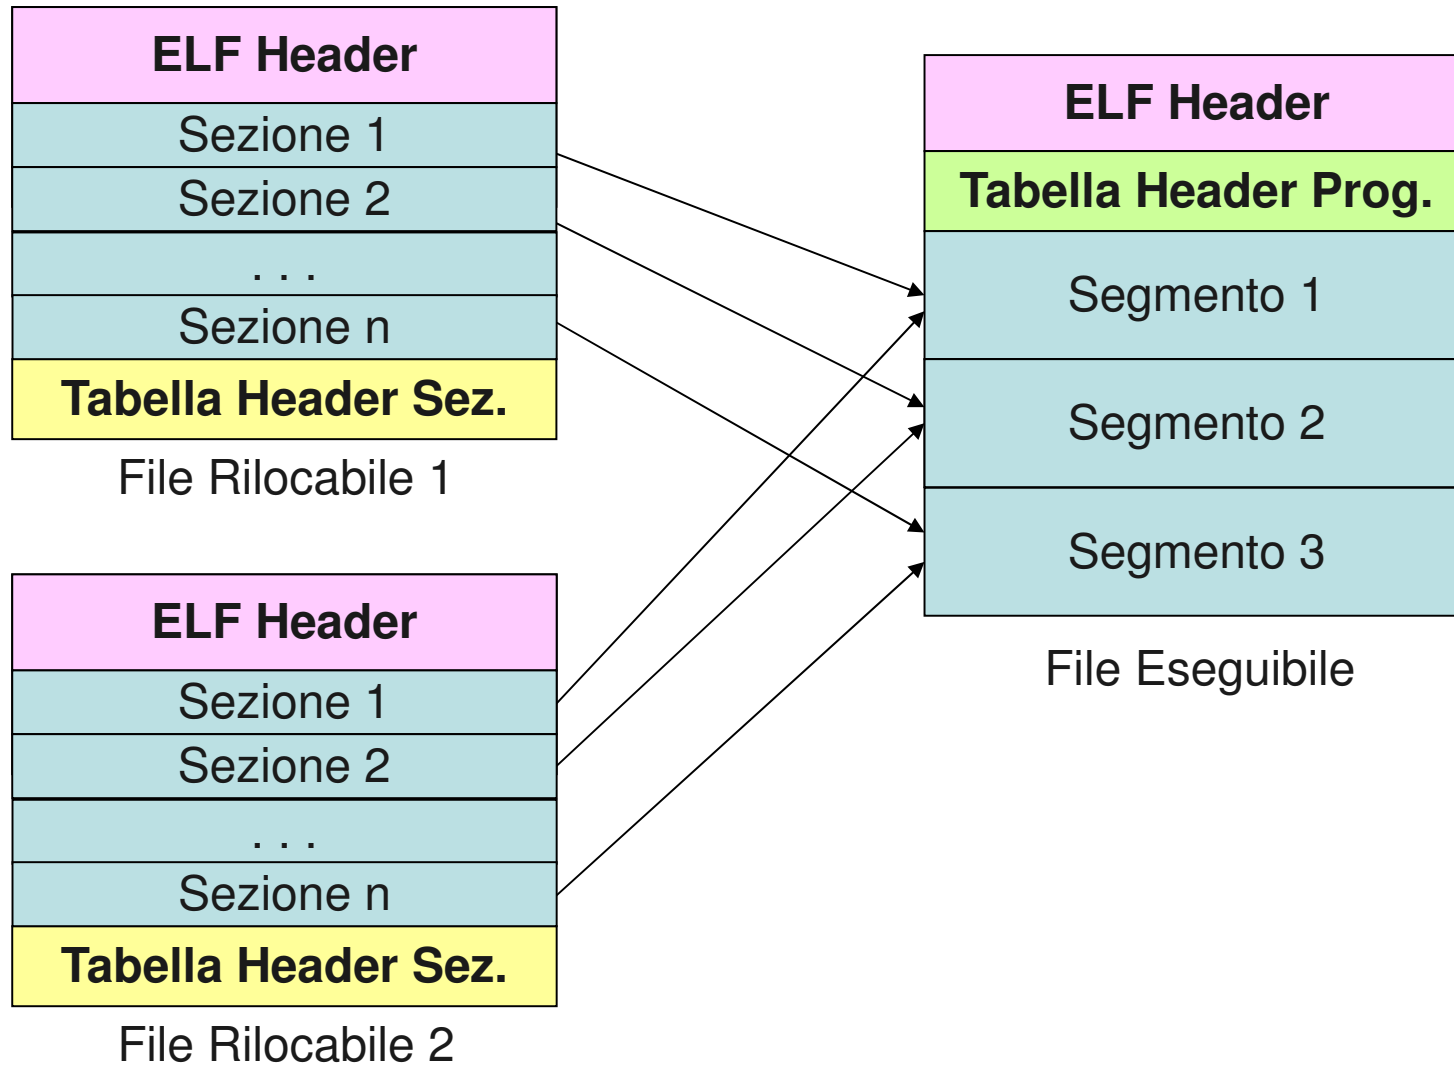 ELF Header
Sezione 1
Sezione 2
. . .
Sezione n
Tabella Header Sez.
File Rilocabile 1
ELF Header
Sezione 1
Sezione 2
. . .
Sezione n
Tabella Header Sez.
File Rilocabile 2
ELF Header
Tabella Header Prog.
Segmento 1
Segmento 2
Segmento 3
File Eseguibile